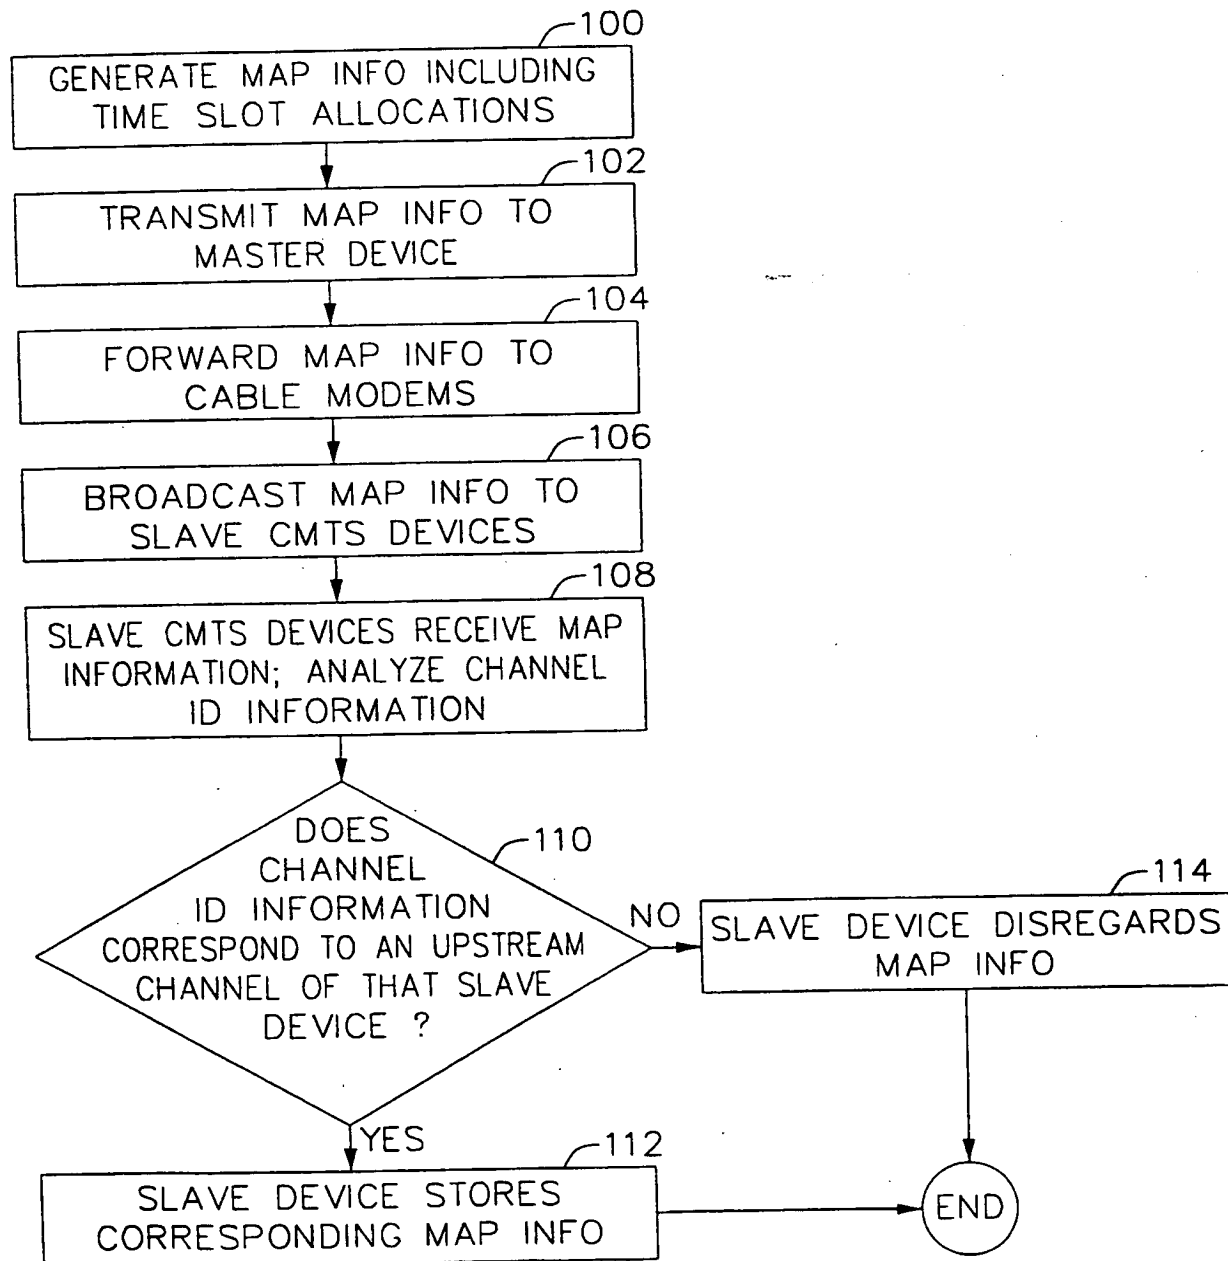 100
GENERATE MAP INFO INCLUDING
TIME SLOT ALLOCATIONS
102
TRANSMIT MAP INFO TO
MASTER DEVICE
104
FORWARD MAP INFO TO
CABLE MODEMS
106
BROADCAST MAP INFO TO
SLAVE CMTS DEVICES
108
SLAVE CMTS DEVICES RECEIVE MAP
INFORMATION; ANALYZE CHANNEL
ID INFORMATION
110
DOES
CHANNEL
ID INFORMATION
CORRESPOND TO AN UPSTREAM
CHANNEL OF THAT SLAVE
DEVICE ?
NO
114
SLAVE DEVICE DISREGARDS
MAP INFO
YES
112
SLAVE DEVICE STORES
CORRESPONDING MAP INFO
END